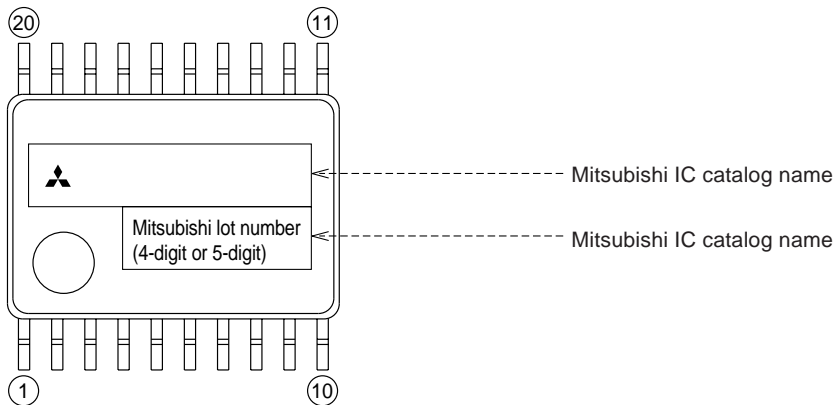 20 11
Mitsubishi IC catalog name
Mitsubishi lot number
(4-digit or 5-digit)
Mitsubishi IC catalog name
1 10